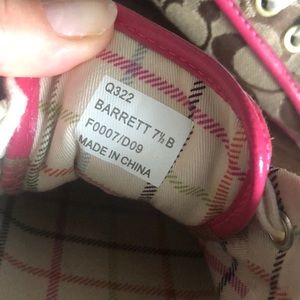 Q322
BARRETT 7½ B
F0007/D09
MADE IN CHINA